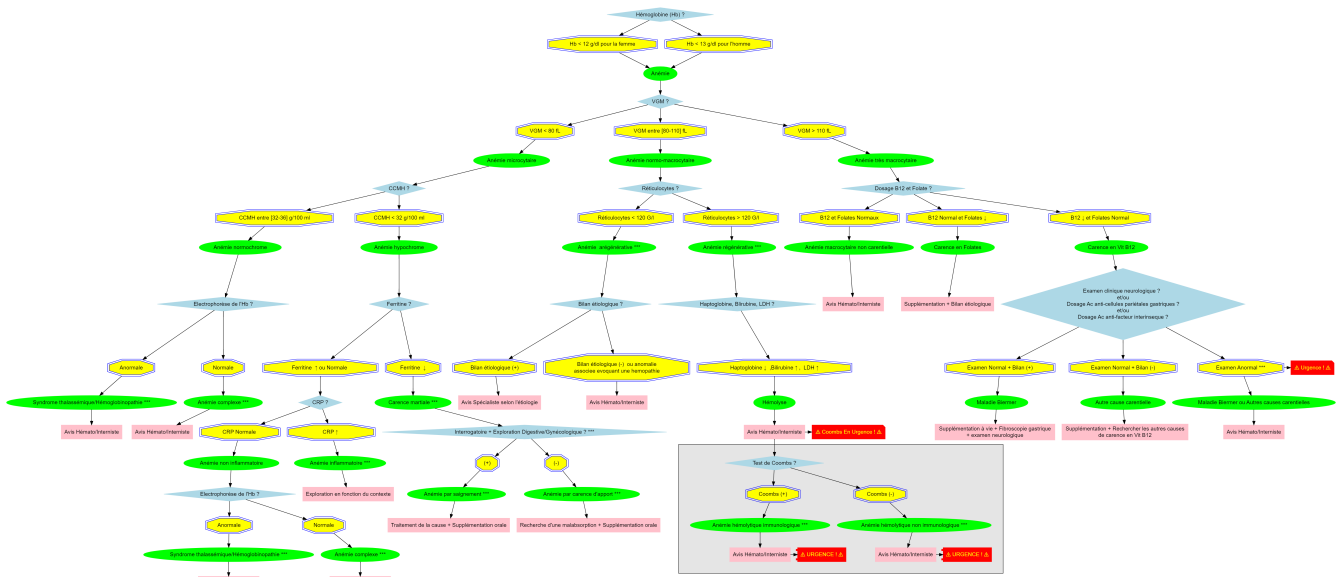 Hémoglobine (Hb) ?
Hb < 12 g/dl pour la femme
Hb < 13 g/dl pour l'homme
Anémie
VGM ?
VGM < 80 fL
VGM entre [80-110] fL
VGM > 110 fL
Anémie microcytaire
Anémie normo-macrocytaire
Anémie très macrocytaire
CCMH ?
Réticulocytes ?
Dosage B12 et Folate ?
CCMH entre [32-36] g/100 ml
CCMH < 32 g/100 ml
Réticulocytes < 120 G/l
Réticulocytes > 120 G/l
B12 et Folates Normaux
B12 Normal et Folates ↓
B12 ↓ et Folates Normal
Anémie normochrome
Anémie hypochrome
Anémie arégénérative ***
Anémie régénérative ***
Anémie macrocytaire non carentielle
Carence en Folates
Carence en Vit B12
Electrophorèse de l'Hb ?
Ferritine ?
Bilan étiologique ?
Haptoglobine, Bilirubine, LDH ?
Avis Hémato/Interniste
Supplémentation + Bilan étiologique
Examen clinique neurologique ?
et/ou
Dosage Ac anti-cellules pariétales gastriques ?
et/ou
Dosage Ac anti-facteur interinseque ?
Anormale
Normale
Ferritine ↑ ou Normale
Ferritine ↓
Bilan étiologique (+)
Bilan étiologique (-) ou anomalie
associée evoquant une hemopathie
Haptoglobine ↓ ,Bilirubine ↑ , LDH ↑
Examen Normal + Bilan (+)
Examen Normal + Bilan (-)
Examen Anormal ***
⚠ Urgence ! ⚠
Syndrome thalassémique/Hémoglobinopathie ***
Anémie complexe ***
CRP ?
Carence martiale ***
Avis Spécialiste selon l'étiologie
Avis Hémato/Interniste
Hémolyse
Maladie Biermer
Autre cause carentielle
Maladie Biermer ou Autres causes carentielles
Avis Hémato/Interniste
Avis Hémato/Interniste
CRP Normale
CRP ↑
Interrogatoire + Exploration Digestive/Gynécologique ? ***
Avis Hémato/Interniste
⚠ Coombs En Urgence ! ⚠
Supplémentation à vie + Fibroscopie gastrique
+ examen neurologique
Supplémentation + Rechercher les autres causes
de carence en Vit B12
Avis Hémato/Interniste
Anémie non inflammatoire
Anémie inflammatoire ***
(+)
(-)
Test de Coombs ?
Electrophorèse de l'Hb ?
Exploration en fonction du contexte
Anémie par saignement ***
Anémie par carence d'apport ***
Coombs (+)
Coombs (-)
Anormale
Normale
Traitement de la cause + Supplémentation orale
Recherche d'une malabsorption + Supplémentation orale
Anémie hémolytique immunologique ***
Anémie hémolytique non immunologique ***
Syndrome thalassémique/Hémoglobinopathie ***
Anémie complexe ***
Avis Hémato/Interniste
⚠ URGENCE ! ⚠
Avis Hémato/Interniste
⚠ URGENCE ! ⚠